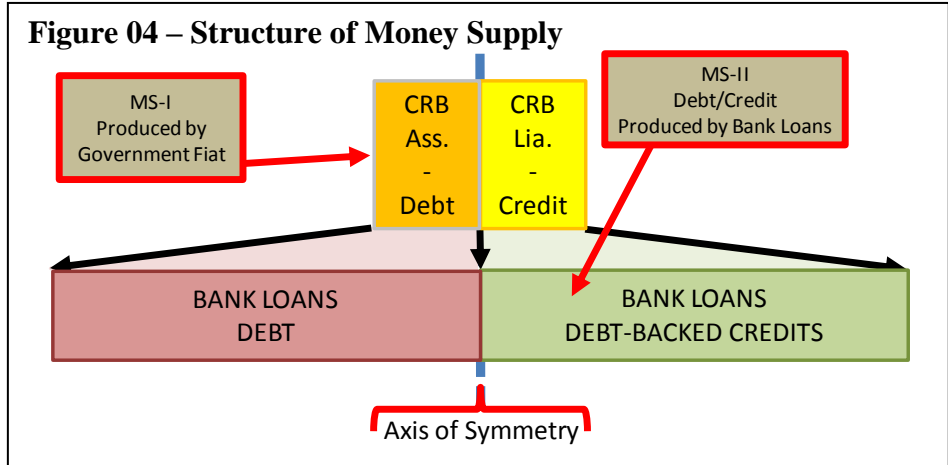 Figure 04 – Structure of Money Supply
MS-I
Produced by
Government Fiat
CRB
Ass.
-
Debt
CRB
Lia.
-
Credit
MS-II
Debt/Credit
Produced by Bank Loans
BANK LOANS
DEBT
BANK LOANS
DEBT-BACKED CREDITS
Axis of Symmetry